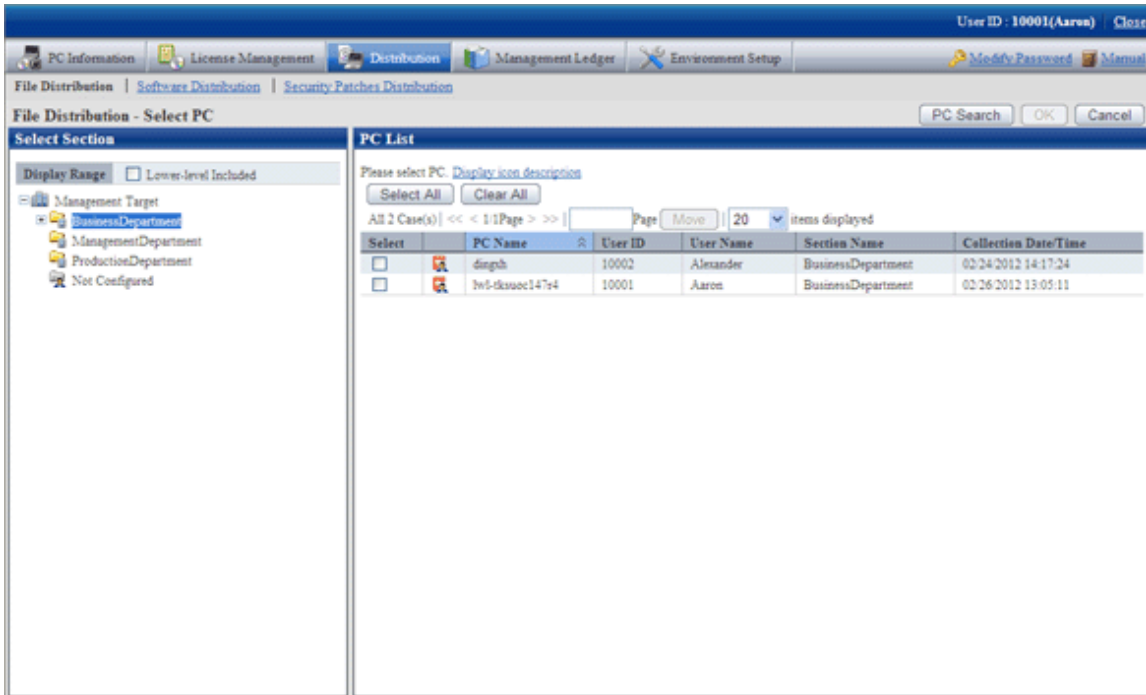 User ID : 10001(Aaron) Close
PC Information License Management Distribution Management Ledger Environment Setup Modify Password Manual
File Distribution | Software Distribution | Security Patches Distribution
File Distribution - Select PC PC Search OK Cancel
Select Section
Display Range Lower-level Included
Management Target
BusinessDepartment
ManagementDepartment
ProductionDepartment
Not Configured
PC List
Please select PC. Display icon description
Select All Clear All
All 2 Case(s) | << < 1/1Page > >> | Page Move | 20 items displayed
Select PC Name User ID User Name Section Name Collection Date/Time
10002 Alexander BusinessDepartment 02/24/2012 14:17:24
10001 Aaron BusinessDepartment 02/26/2012 13:05:11